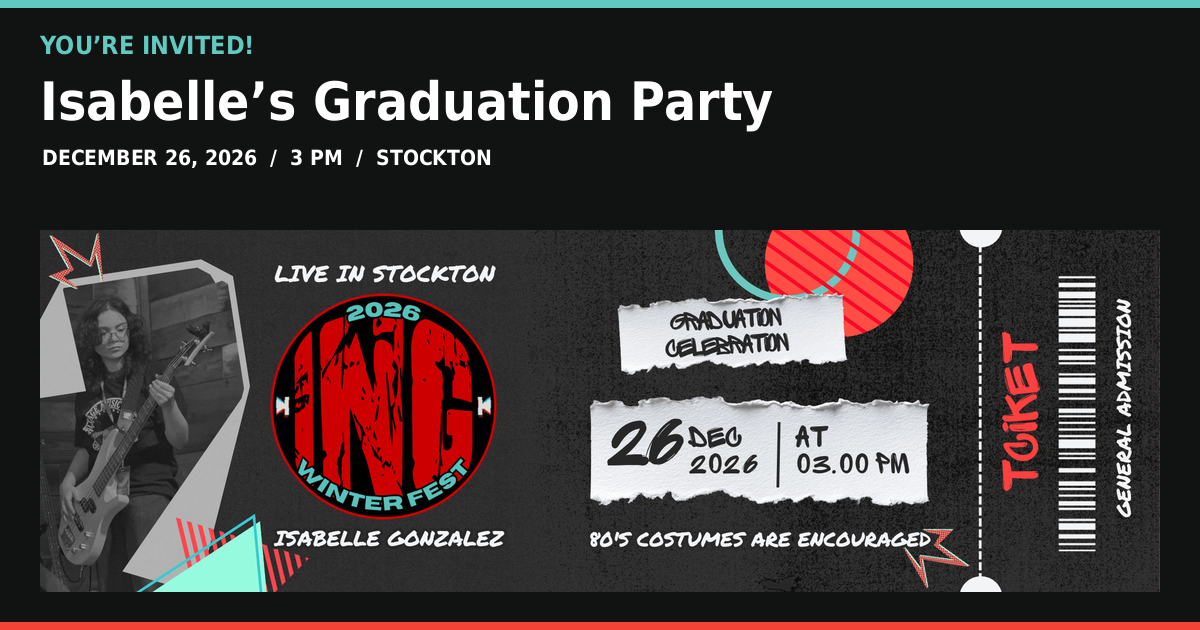 YOU’RE INVITED!
Isabelle’s Graduation Party
DECEMBER 26, 2026 / 3 PM / STOCKTON
LIVE IN STOCKTON
2026
ING
WINTER FEST
ISABELLE GONZALEZ
GRADUATION
CELEBRATION
26 DEC 2026
AT 03.00 PM
80'S COSTUMES ARE ENCOURAGED
TCIKET
GENERAL ADMISSION